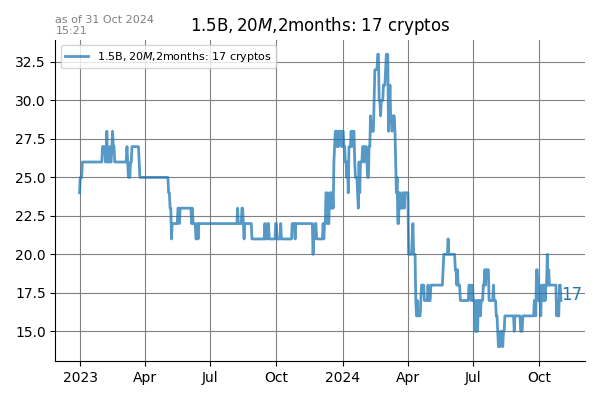 as of 31 Oct 2024
15:21
1.5B, 20M,2months: 17 cryptos
1.5B, 20M,2months: 17 cryptos
32.5
30.0
27.5
25.0
22.5
20.0
17.5
15.0
17
2023 Apr Jul Oct 2024 Apr Jul Oct